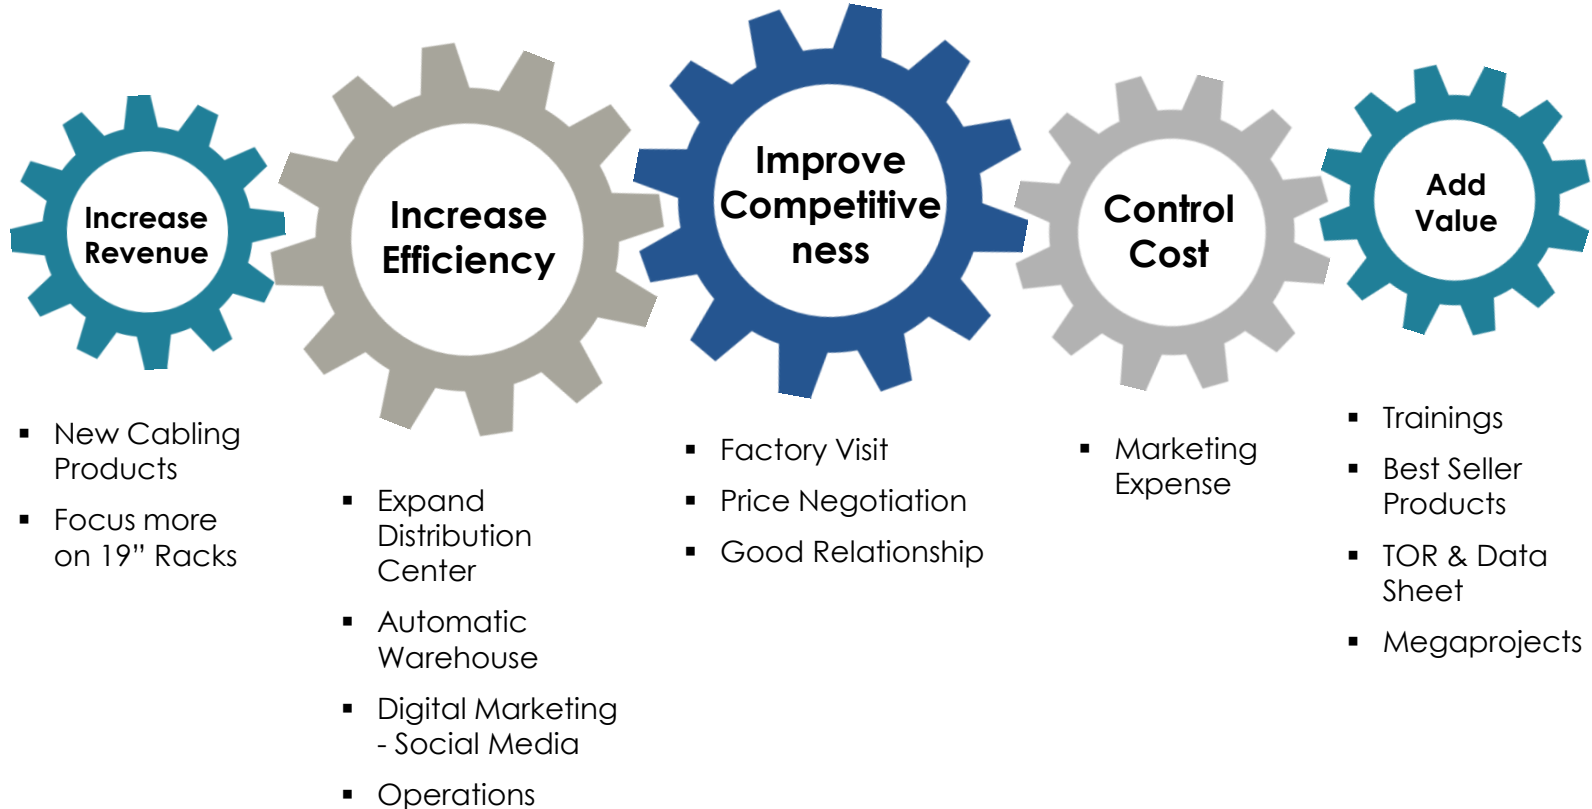 Increase
Revenue
▪ New Cabling
Products
▪ Focus more
on 19” Racks
Increase
Efficiency
▪ Expand
Distribution
Center
▪ Automatic
Warehouse
▪ Digital Marketing
- Social Media
▪ Operations
Improve
Competitive
ness
▪ Factory Visit
▪ Price Negotiation
▪ Good Relationship
Control
Cost
▪ Marketing
Expense
Add
Value
▪ Trainings
▪ Best Seller
Products
▪ TOR & Data
Sheet
▪ Megaprojects